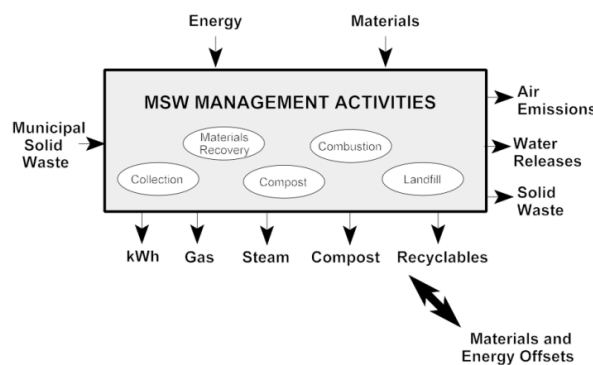 Energy
Materials
MSW MANAGEMENT ACTIVITIES
Air
Emissions
Municipal
Solid
Waste
Materials
Recovery
Combustion
Water
Releases
Collection
Compost
Landfill
Solid
Waste
kWh
Gas
Steam
Compost
Recyclables
Materials and
Energy Offsets